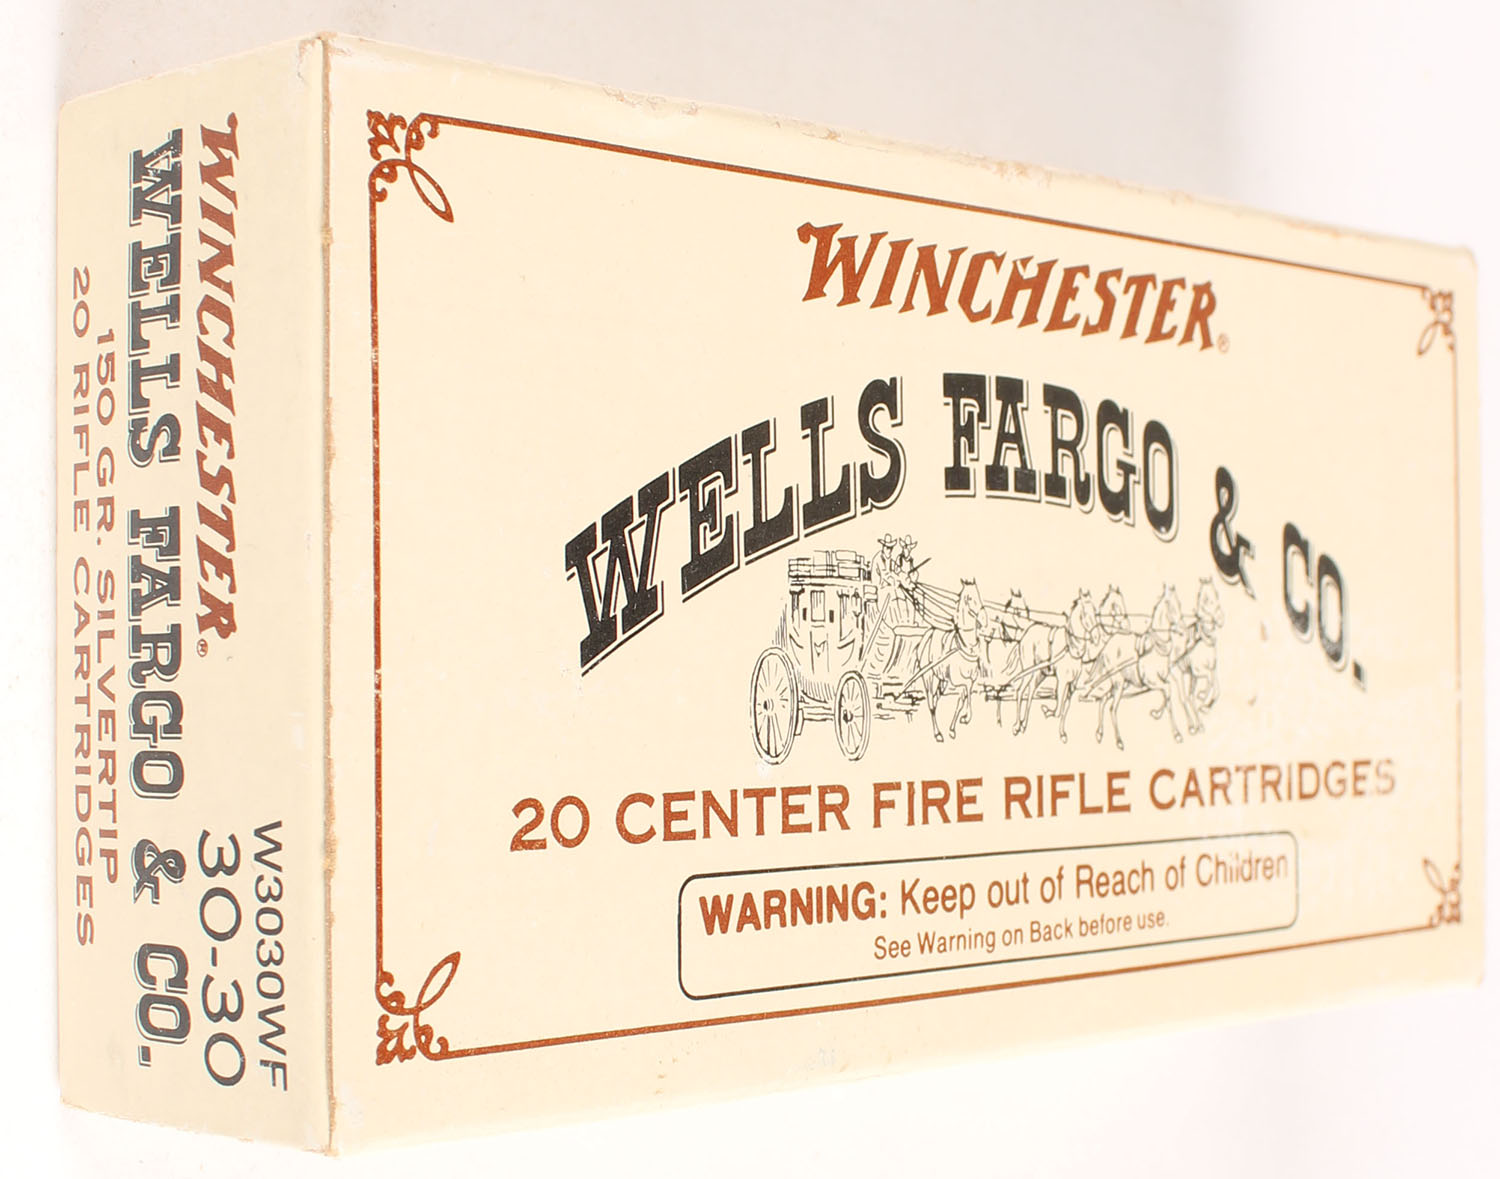 WINCHESTER®
WELLS FARGO & CO.
20 CENTER FIRE RIFLE CARTRIDGES
WARNING: Keep out of Reach of Children
See Warning on Back before use.
W3030WF
30-30
WINCHESTER®
WELLS FARGO & CO.
150 GR. SILVERTIP
20 RIFLE CARTRIDGES